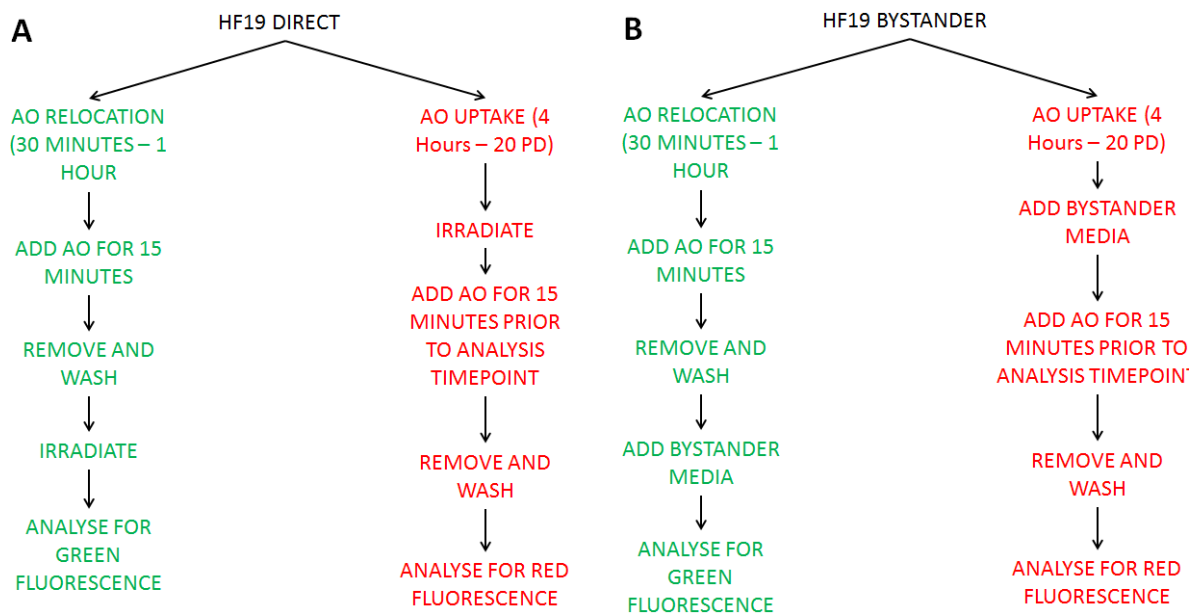 A
HF19 DIRECT
AO RELOCATION
(30 MINUTES – 1
HOUR
ADD AO FOR 15
MINUTES
REMOVE AND
WASH
IRRADIATE
ANALYSE FOR
GREEN
FLUORESCENCE
AO UPTAKE (4
Hours – 20 PD)
IRRADIATE
ADD AO FOR 15
MINUTES PRIOR
TO ANALYSIS
TIMEPOINT
REMOVE AND
WASH
ANALYSE FOR RED
FLUORESCENCE
B
HF19 BYSTANDER
AO RELOCATION
(30 MINUTES – 1
HOUR
ADD AO FOR 15
MINUTES
REMOVE AND
WASH
ADD BYSTANDER
MEDIA
ANALYSE FOR
GREEN
FLUORESCENCE
AO UPTAKE (4
Hours – 20 PD)
ADD BYSTANDER
MEDIA
ADD AO FOR 15
MINUTES PRIOR TO
ANALYSIS TIMEPOINT
REMOVE AND
WASH
ANALYSE FOR RED
FLUORESCENCE